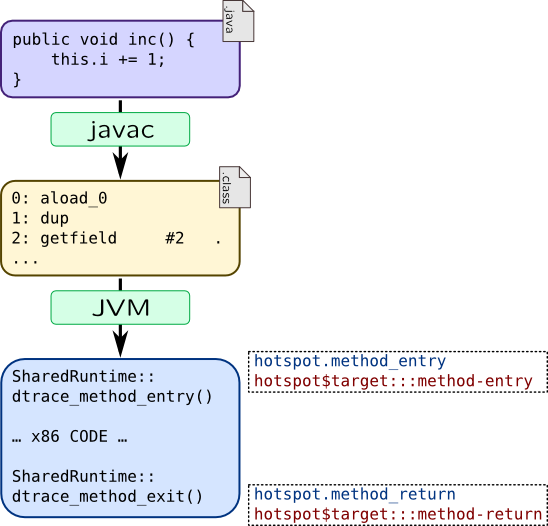 .java
public void inc() {
    this.i += 1;
}
javac
.class
0: aload_0
1: dup
2: getfield     #2   .
...
JVM
SharedRuntime::
dtrace_method_entry()
… x86 CODE …
SharedRuntime::
dtrace_method_exit()
hotspot.method_entry
hotspot$target:::method-entry
hotspot.method_return
hotspot$target:::method-return